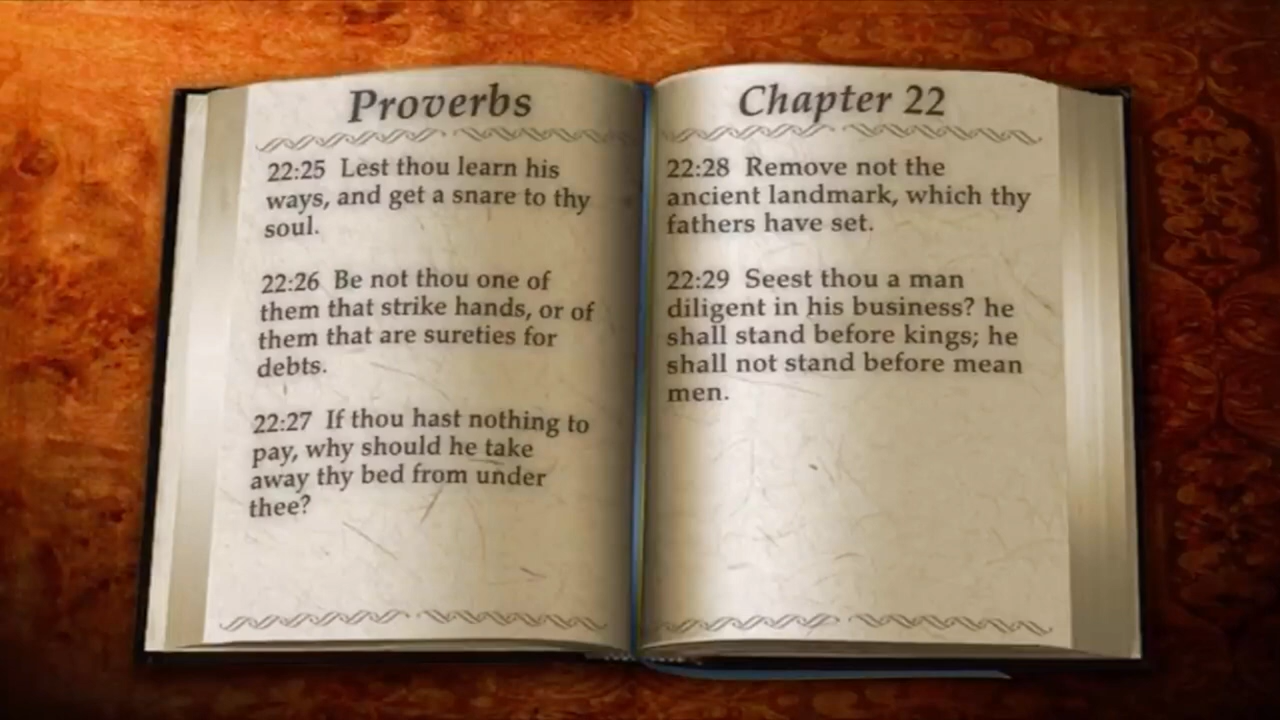 Proverbs
22:25 Lest thou learn his
ways, and get a snare to thy
soul.
22:26 Be not thou one of
them that strike hands, or of
them that are sureties for
debts.
22:27 If thou hast nothing to
pay, why should he take
away thy bed from under
thee?
Chapter 22
22:28 Remove not the
ancient landmark, which thy
fathers have set.
22:29 Seest thou a man
diligent in his business? he
shall stand before kings; he
shall not stand before mean
men.